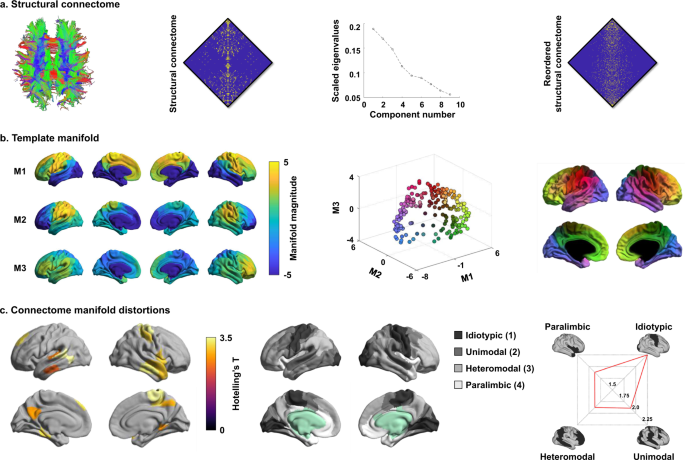 a. Structural connectome
Structural connectome
Scaled eigenvalues
0.2
0.15
0.1
0.05
0 2 4 6 8 10
Component number
Reordered
structural connectome
b. Template manifold
M1
M2
M3
5
-5
Manifold magnitude
4
0
-4
M3
6
0
-6
M2
-8
-1
6
M1
c. Connectome manifold distortions
3.5
0
Hotelling's T
Idiotypic (1)
Unimodal (2)
Heteromodal (3)
Paralimbic (4)
Paralimbic
Idiotypic
1.5
1.75
2.0
2.25
Heteromodal
Unimodal